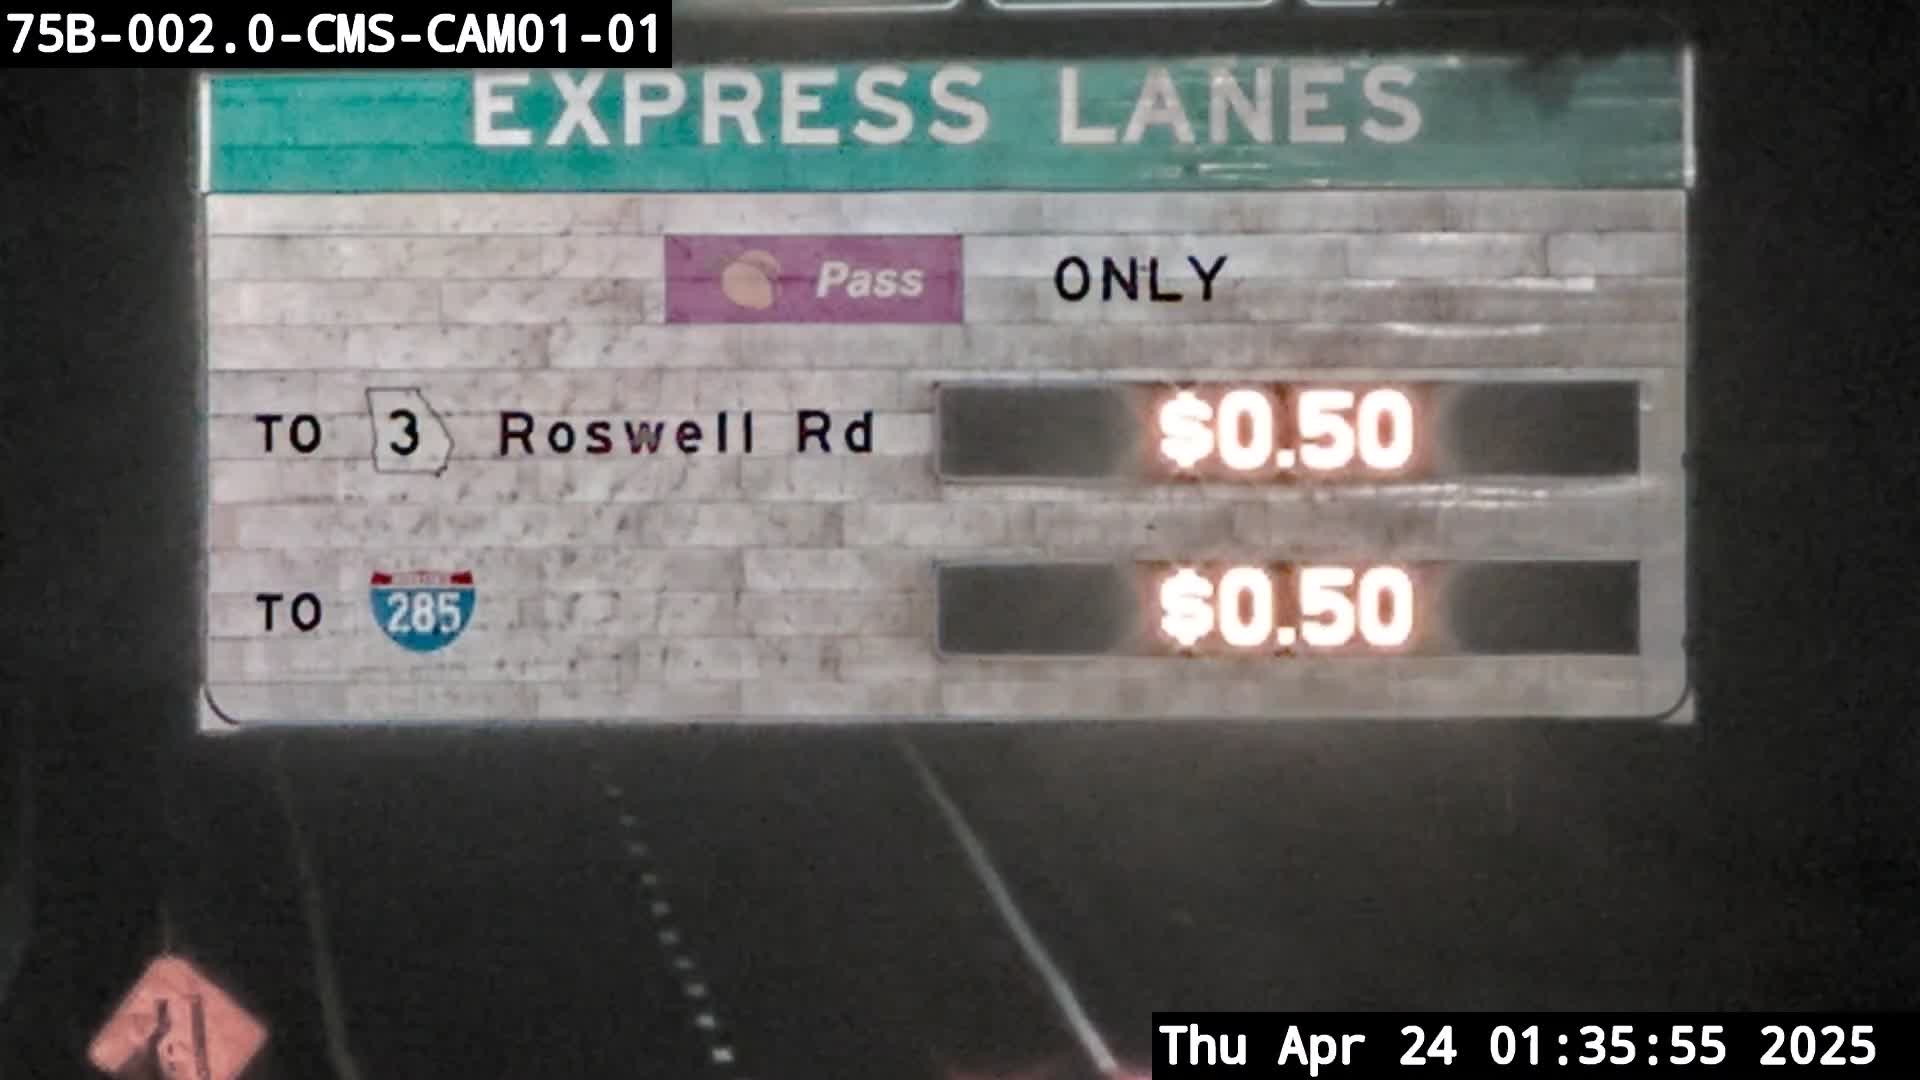 75B-002.0-CMS-CAM01-01
EXPRESS LANES
Pass ONLY
TO 3 Roswell Rd $0.50
TO 285 $0.50
Thu Apr 24 01:35:55 2025